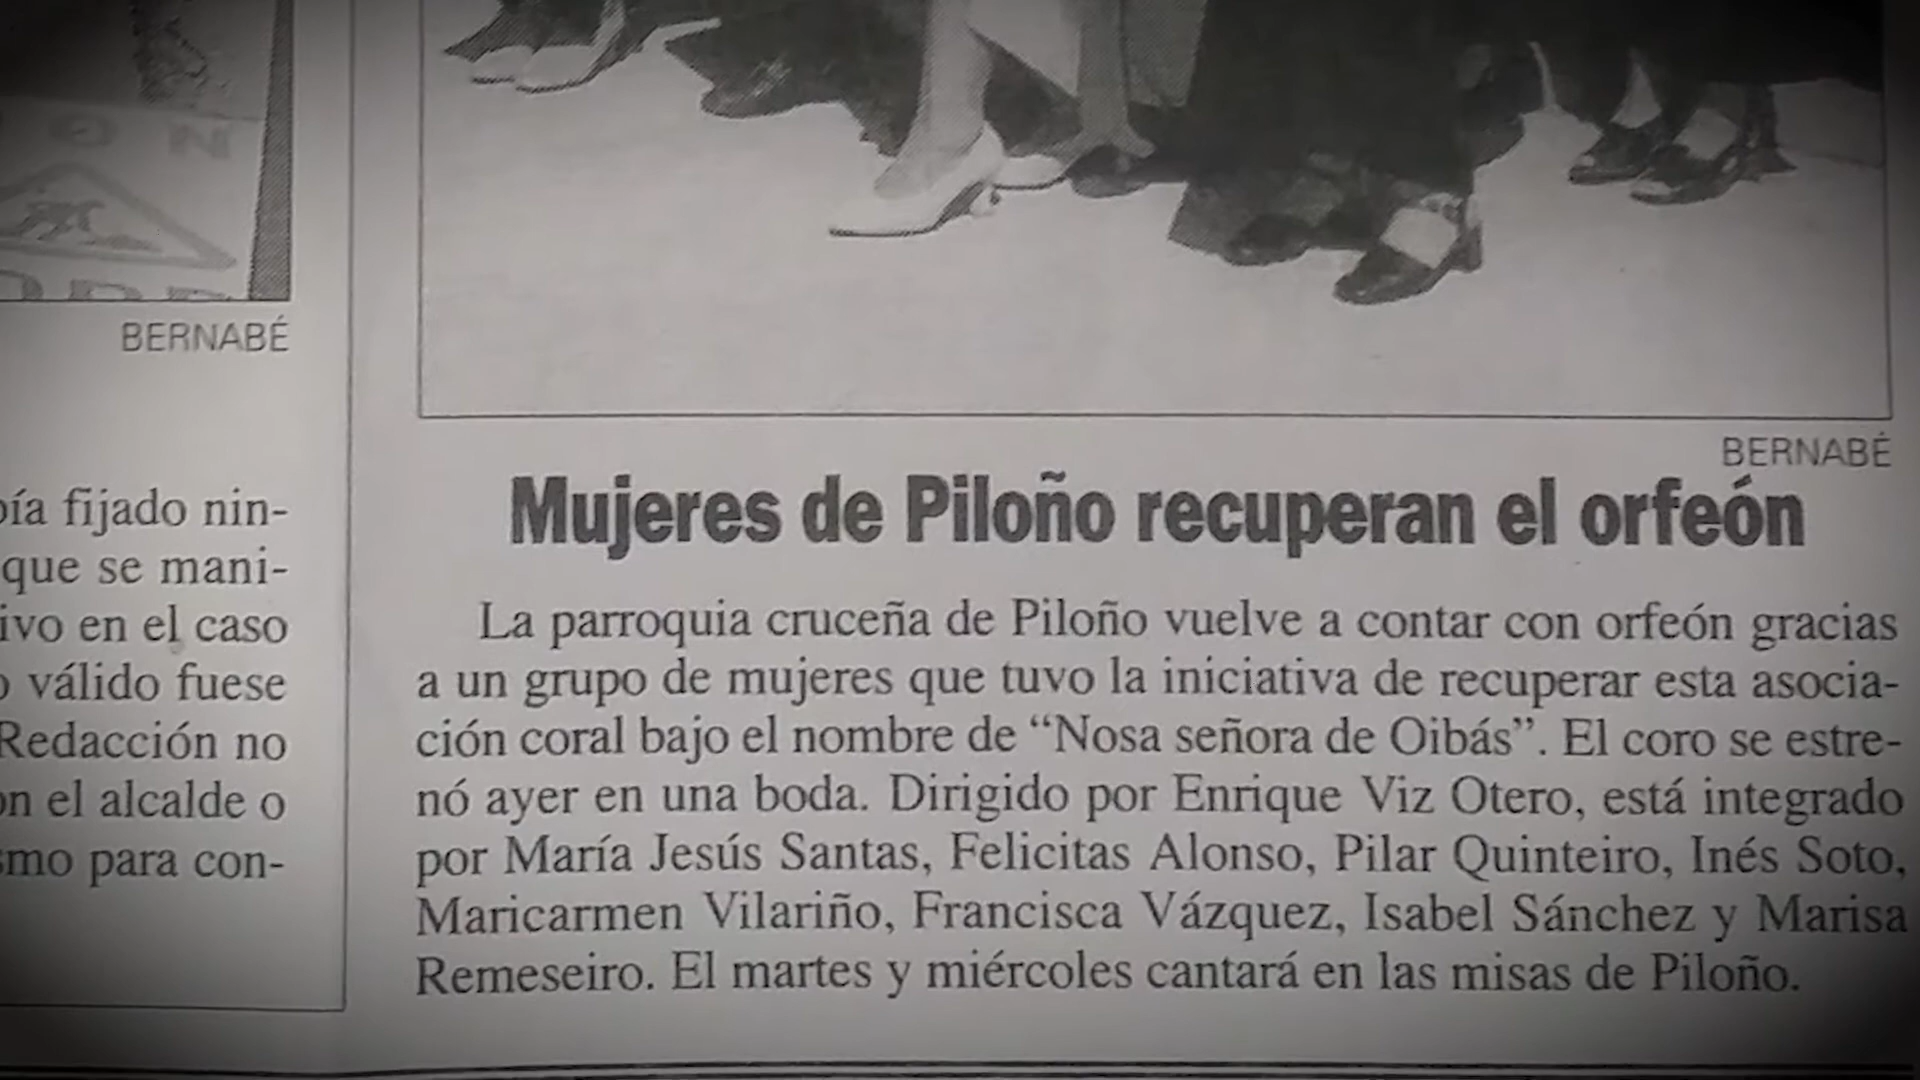 BERNABÉ
ía fijado nin-
que se mani-
ivo en el caso
válido fuese
Redacción no
on el alcalde o
smo para con-
BERNABÉ
Mujeres de Piloño recuperan el orfeón
La parroquia cruceña de Piloño vuelve a contar con orfeón gracias
a un grupo de mujeres que tuvo la iniciativa de recuperar esta asocia-
ción coral bajo el nombre de “Nosa señora de Oibás”. El coro se estre-
nó ayer en una boda. Dirigido por Enrique Viz Otero, está integrado
por María Jesús Santas, Felicitas Alonso, Pilar Quinteiro, Inés Soto,
Maricarmen Vilariño, Francisca Vázquez, Isabel Sánchez y Marisa
Remeseiro. El martes y miércoles cantará en las misas de Piloño.